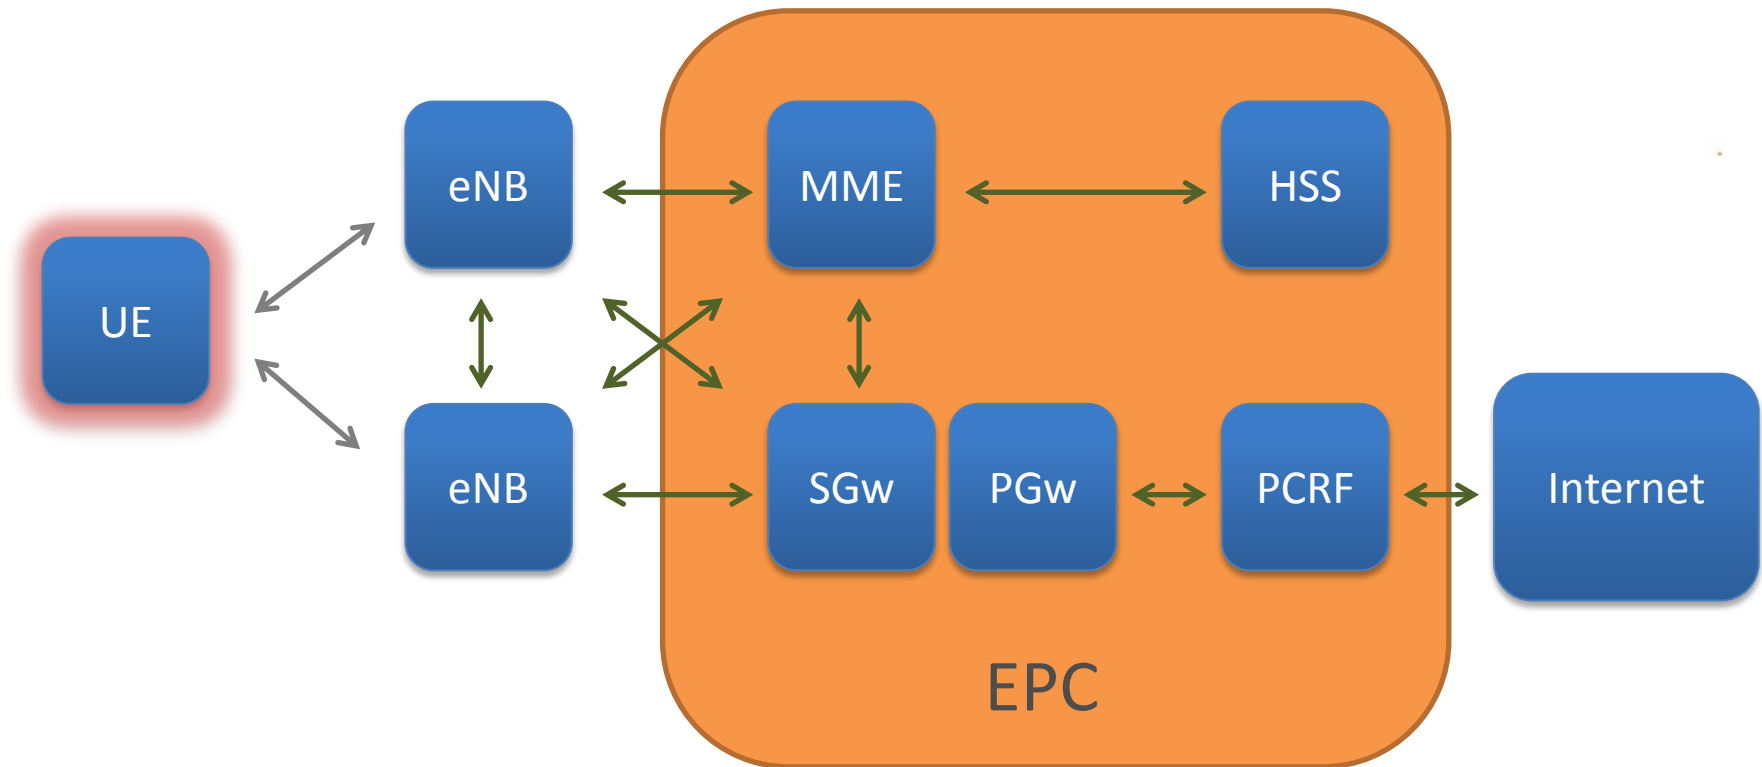 eNB
MME
HSS
UE
eNB
SGw
PGw
PCRF
Internet
EPC